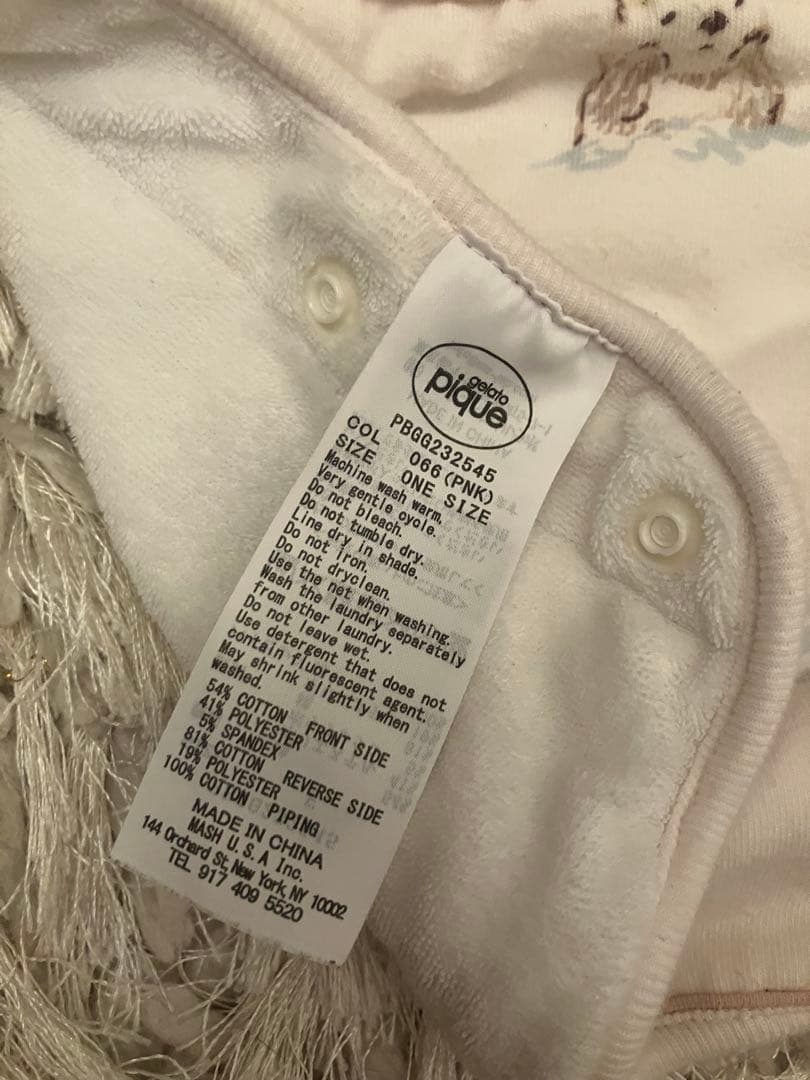 gelato
pique
PBGG232545
COL 066(PNK)
SIZE ONE SIZE
Machine wash warm,
Very gentle cycle.
Do not bleach.
Do not tumble dry.
Line dry in shade.
Do not iron.
Do not dryclean.
Use the net when washing.
Wash the laundry separately
from other laundry.
Do not leave wet.
Use detergent that does not
contain fluorescent agent.
May shrink slightly when
washed.
54% COTTON FRONT SIDE
41% POLYESTER
5% SPANDEX
81% COTTON REVERSE SIDE
19% POLYESTER
100% COTTON PIPING
MADE IN CHINA
MASH U.S.A Inc.
144 Orchard St, New York, NY 10002
TEL 917 409 5520